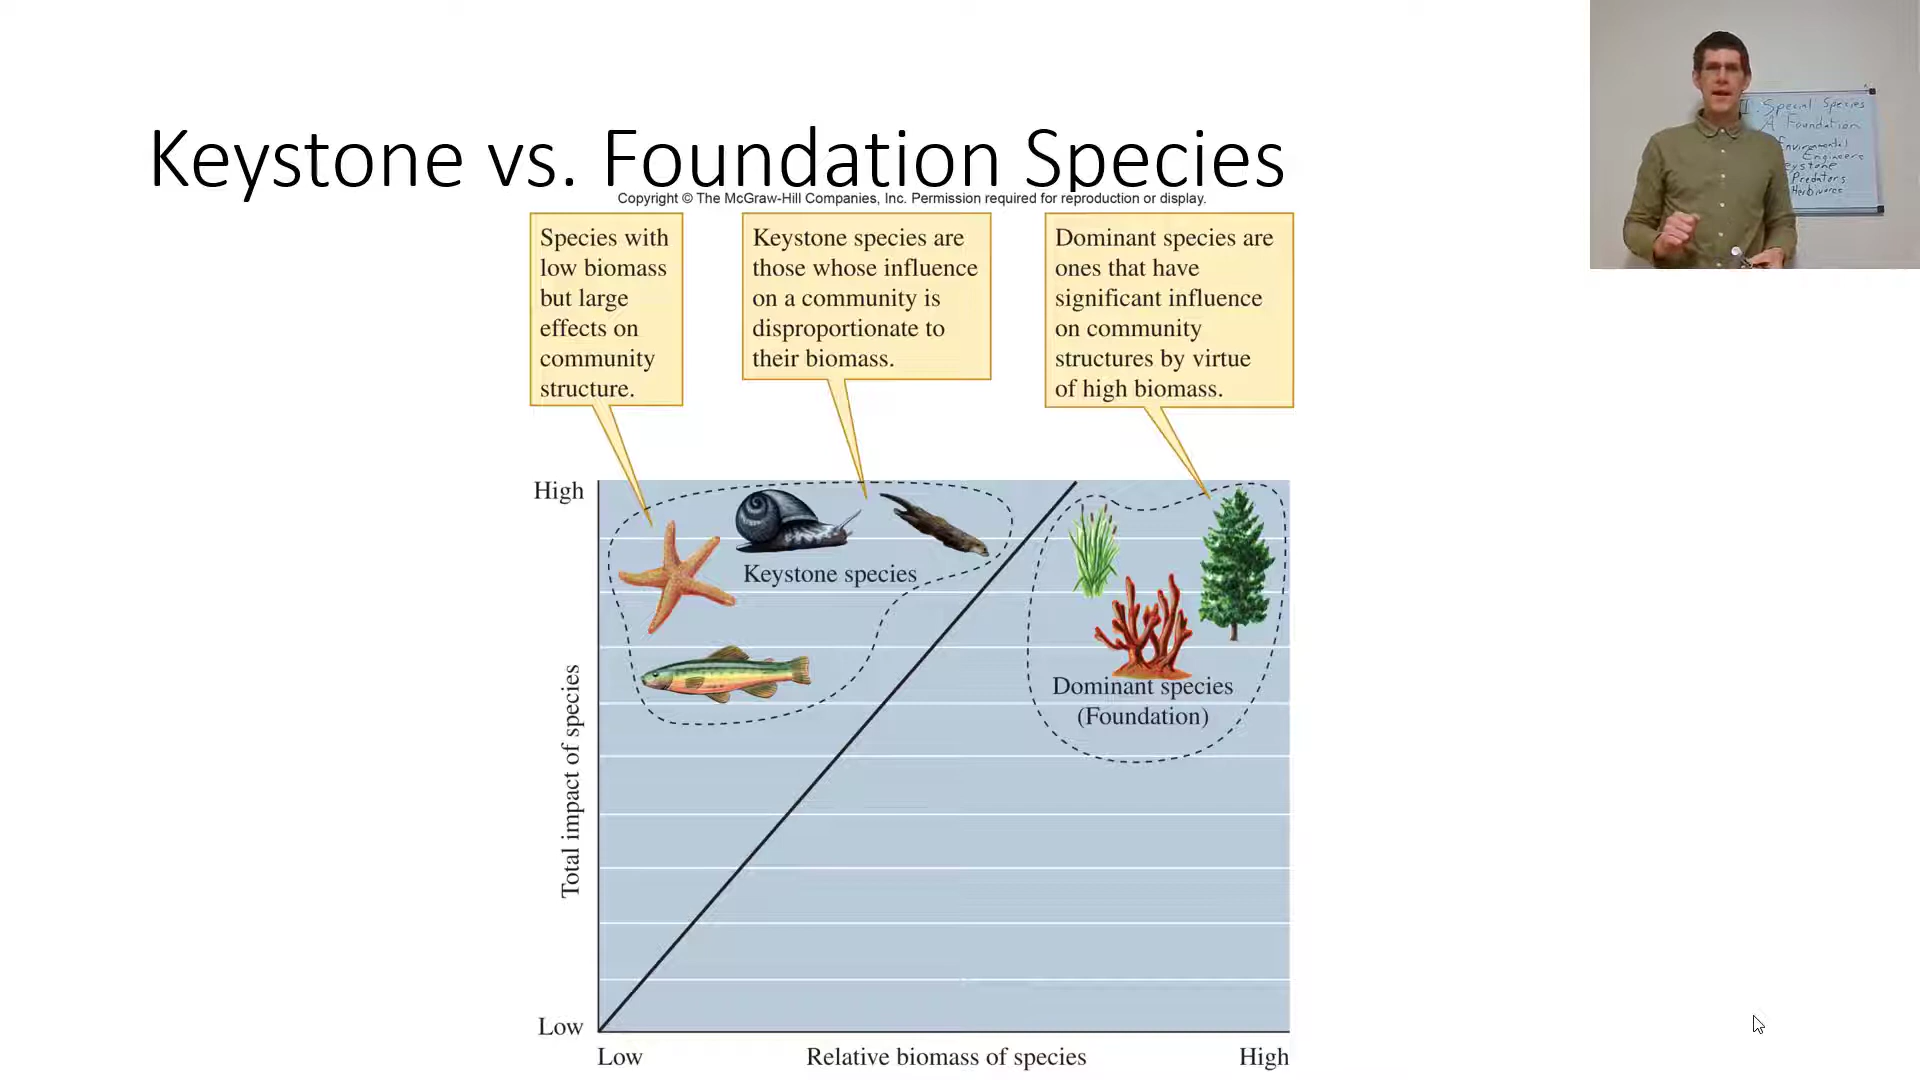 Keystone vs. Foundation Species
Copyright © The McGraw-Hill Companies, Inc. Permission required for reproduction or display.
Species with
low biomass
but large
effects on
community
structure.
Keystone species are
those whose influence
on a community is
disproportionate to
their biomass.
Dominant species are
ones that have
significant influence
on community
structures by virtue
of high biomass.
High
Keystone species
Dominant species
(Foundation)
Total impact of species
Low
Low
Relative biomass of species
High
II. Special Species
A Foundation
Engineers
Predators
Herbivores